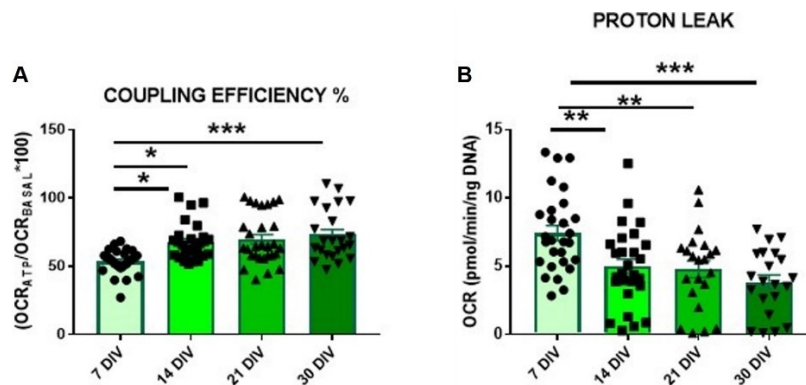 A
COUPLING EFFICIENCY %
(OCRATP/OCRBASAL*100)
150
100
50
0
***
*
*
7 DIV
14 DIV
21 DIV
30 DIV
PROTON LEAK
B
OCR (pmol/min/ng DNA)
15
10
5
0
***
**
**
7 DIV
14 DIV
21 DIV
30 DIV